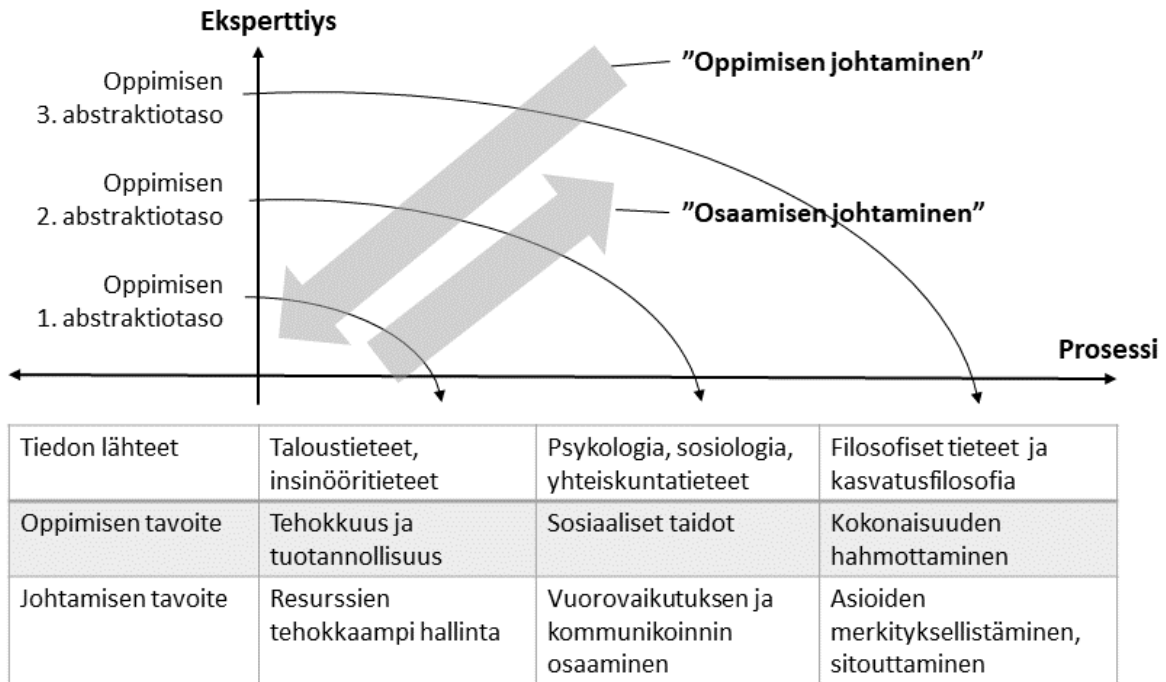 Eksperttiys
Oppimisen
3. abstraktiotaso
"Oppimisen johtaminen"
Oppimisen
2. abstraktiotaso
"Osaamisen johtaminen"
Oppimisen
1. abstraktiotaso
Prosessi
Tiedon lähteet
Taloustieteet,
insinööritieteet
Psykologia, sosiologia,
yhteiskuntatieteet
Filosofiset tieteet ja
kasvatusfilosofia
Oppimisen tavoite
Tehokkuus ja
tuotannollisuus
Sosiaaliset taidot
Kokonaisuuden
hahmottaminen
Johtamisen tavoite
Resurssien
tehokkaampi hallinta
Vuorovaikutuksen ja
kommunikoinnin
osaaminen
Asioiden
merkityksellistäminen,
sitouttaminen